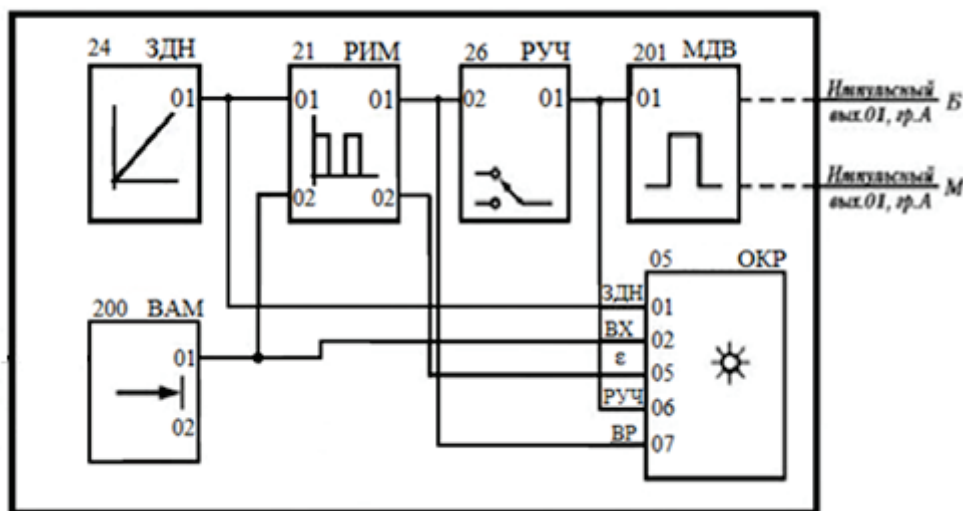 24 ЗДН
21 РИМ
26 РУЧ
201 МДВ
01
01 01
02 01
01
02 02
Импульсный
вых.01, гр.А Б
Импульсный
вых.01, гр.А М
200 ВАМ
01
02
05 ОКР
ЗДН 01
ВХ 02
ε 05
РУЧ 06
ВР 07